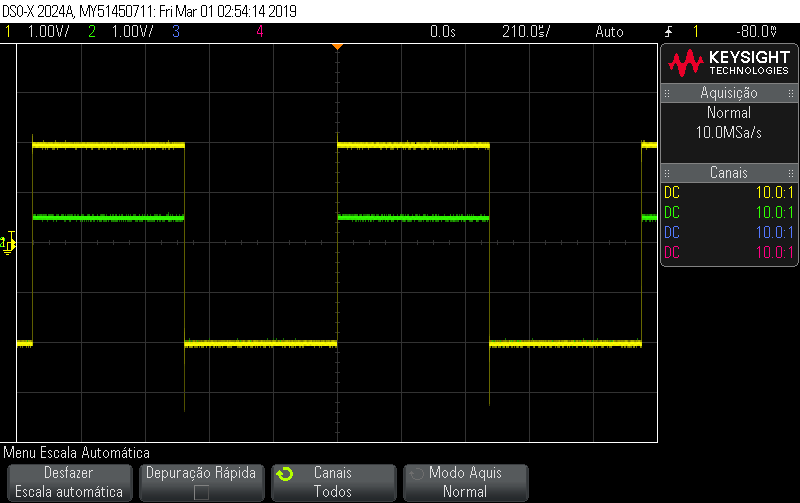 DSO-X 2024A, MY51450711: Fri Mar 01 02:54:14 2019
1 1.00V/ 2 1.00V/ 3 4 0.0s 210.0µs/ Auto 1 -80.0mV
KEYSIGHT
TECHNOLOGIES
Aquisição
Normal
10.0MSa/s
Canais
DC 10.0:1
DC 10.0:1
DC 10.0:1
DC 10.0:1
T
Menu Escala Automática
Desfazer
Escala automática
Depuração Rápida
Canais
Todos
Modo Aquis
Normal